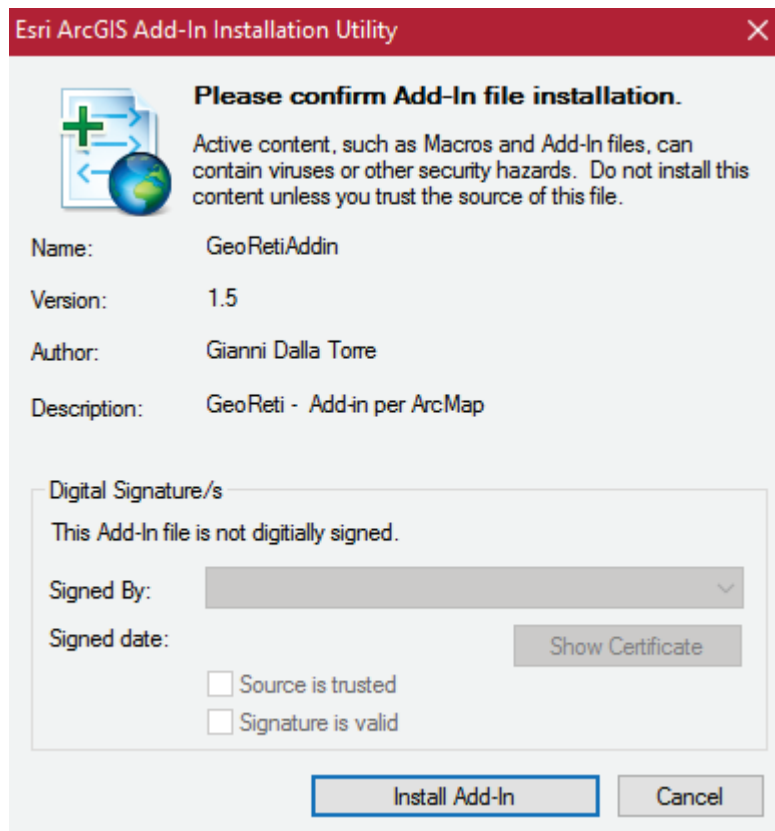 Esri ArcGIS Add-In Installation Utility
Please confirm Add-In file installation.
Active content, such as Macros and Add-In files, can
contain viruses or other security hazards. Do not install this
content unless you trust the source of this file.
Name: GeoRetiAddin
Version: 1.5
Author: Gianni Dalla Torre
Description: GeoReti - Add-in per ArcMap
Digital Signature/s
This Add-In file is not digitially signed.
Signed By:
Signed date:
Show Certificate
Source is trusted
Signature is valid
Install Add-In Cancel